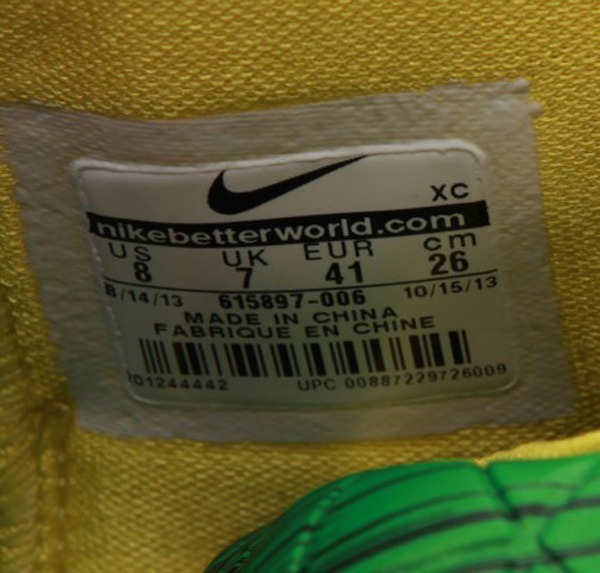 XC
nikebetterworld.com
US UK EUR cm
8 7 41 26
8/14/13 615897-006 10/15/13
MADE IN CHINA
FABRIQUE EN CHINE
UPC 00887229726009